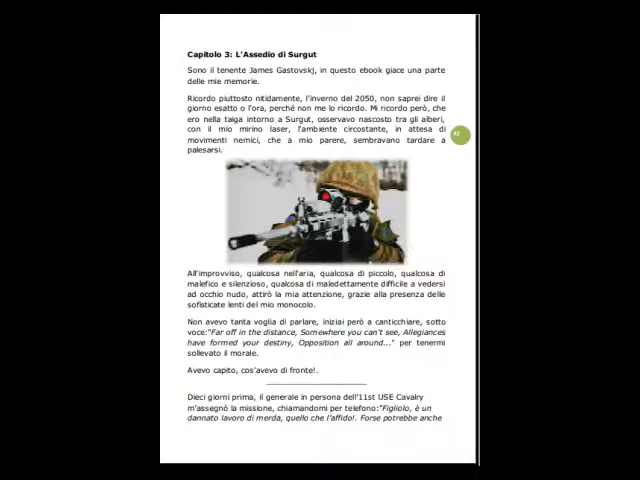 Capitolo 3: L'Assedio di Surgut
Sono il tenente James Gastovskj, in questo ebook giace una parte
delle mie memorie.
Ricordo piuttosto nitidamente, l'inverno del 2050, non saprei dire il
giorno esatto o l'ora, perché non me lo ricordo. Mi ricordo però, che
ero nella taiga intorno a Surgut, osservavo nascosto tra gli alberi,
con il mio mirino laser, l'ambiente circostante, in attesa di
movimenti nemici, che a mio parere, sembravano tardare a
palesarsi.
42
All'improvviso, qualcosa nell'aria, qualcosa di piccolo, qualcosa di
malefico e silenzioso, qualcosa di maledettamente difficile a vedersi
ad occhio nudo, attirò la mia attenzione, grazie alla presenza delle
sofisticate lenti del mio monocolo.
Non avevo tanta voglia di parlare, iniziai però a canticchiare, sotto
voce:"Far off in the distance, Somewhere you can't see, Allegiances
have formed your destiny, Opposition all around..." per tenermi
sollevato il morale.
Avevo capito, cos'avevo di fronte!.
Dieci giorni prima, il generale in persona dell'11st USE Cavalry
m'assegnò la missione, chiamandomi per telefono:"Figliolo, è un
dannato lavoro di merda, quello che l'affido!. Forse potrebbe anche